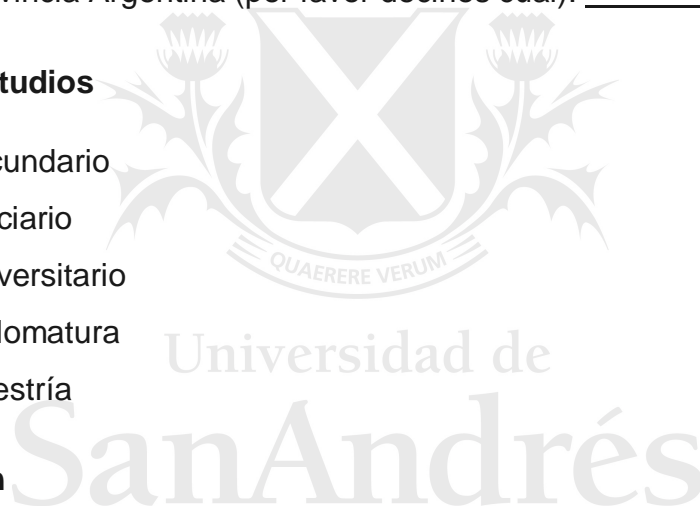 vincia Argentina (por favor decinos cuál):
tudios
cundario
ciario
versitario
lomatura
estría
n
QUAERERE VERUM
Universidad de
SanAndrés